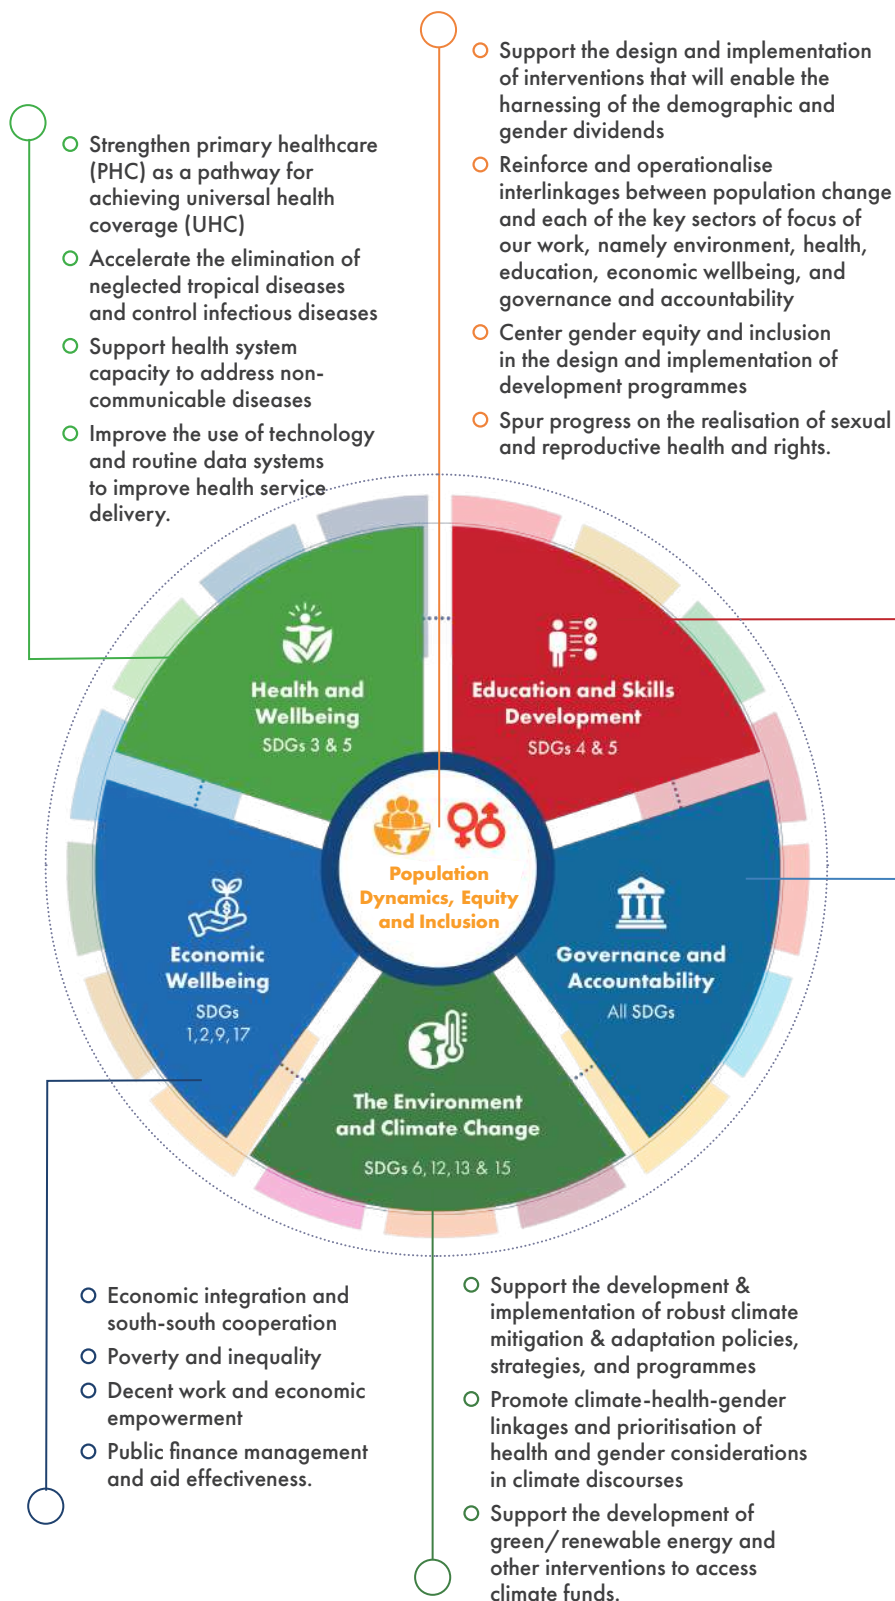 Support the design and implementation
of interventions that will enable the
harnessing of the demographic and
gender dividends
Reinforce and operationalise
interlinkages between population change
and each of the key sectors of focus of
our work, namely environment, health,
education, economic wellbeing, and
governance and accountability
Center gender equity and inclusion
in the design and implementation of
development programmes
Spur progress on the realisation of sexual
and reproductive health and rights.
Strengthen primary healthcare
(PHC) as a pathway for
achieving universal health
coverage (UHC)
Accelerate the elimination of
neglected tropical diseases
and control infectious diseases
Support health system
capacity to address non-
communicable diseases
Improve the use of technology
and routine data systems
to improve health service
delivery.
Health and
Wellbeing
SDGs 3 & 5
Education and Skills
Development
SDGs 4 & 5
Population
Dynamics, Equity
and Inclusion
Economic
Wellbeing
SDGs
1,2,9,17
Governance and
Accountability
All SDGs
The Environment
and Climate Change
SDGs 6,12,13 & 15
Economic integration and
south-south cooperation
Poverty and inequality
Decent work and economic
empowerment
Public finance management
and aid effectiveness.
Support the development &
implementation of robust climate
mitigation & adaptation policies,
strategies, and programmes
Promote climate-health-gender
linkages and prioritisation of
health and gender considerations
in climate discourses
Support the development of
green/renewable energy and
other interventions to access
climate funds.